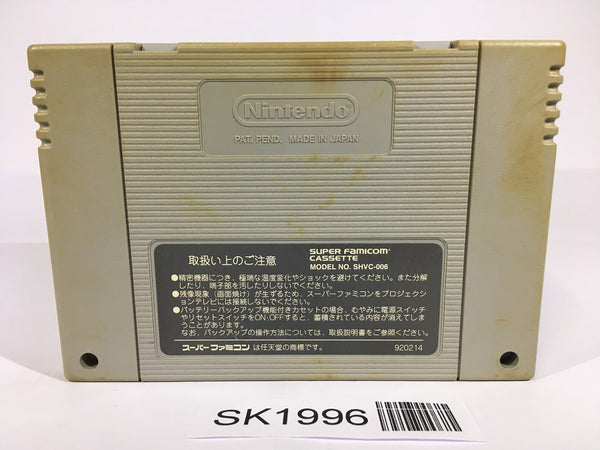 Nintendo
PAT. PEND. MADE IN JAPAN
取扱い上のご注意
SUPER FAMICOM
CASSETTE
MODEL NO. SHVC-006
●精密機器につき、極端な温度変化やショックを避けてください。また分解
したり、端子部を汚したりしないでください。
●残像現象（画面焼け）が生ずるため、スーパーファミコンをプロジェクシ
ョンテレビには接続しないでください。
●バッテリーバックアップ機能付きカセットの場合、むやみに電源スイッチ
やリセットスイッチをON、OFFすると、蓄積されている内容が消えてしま
うことがあります。
なお、バックアップの操作方法については、取扱説明書をご参照ください。
スーパーファミコン は任天堂の商標です。
920214
SK1996